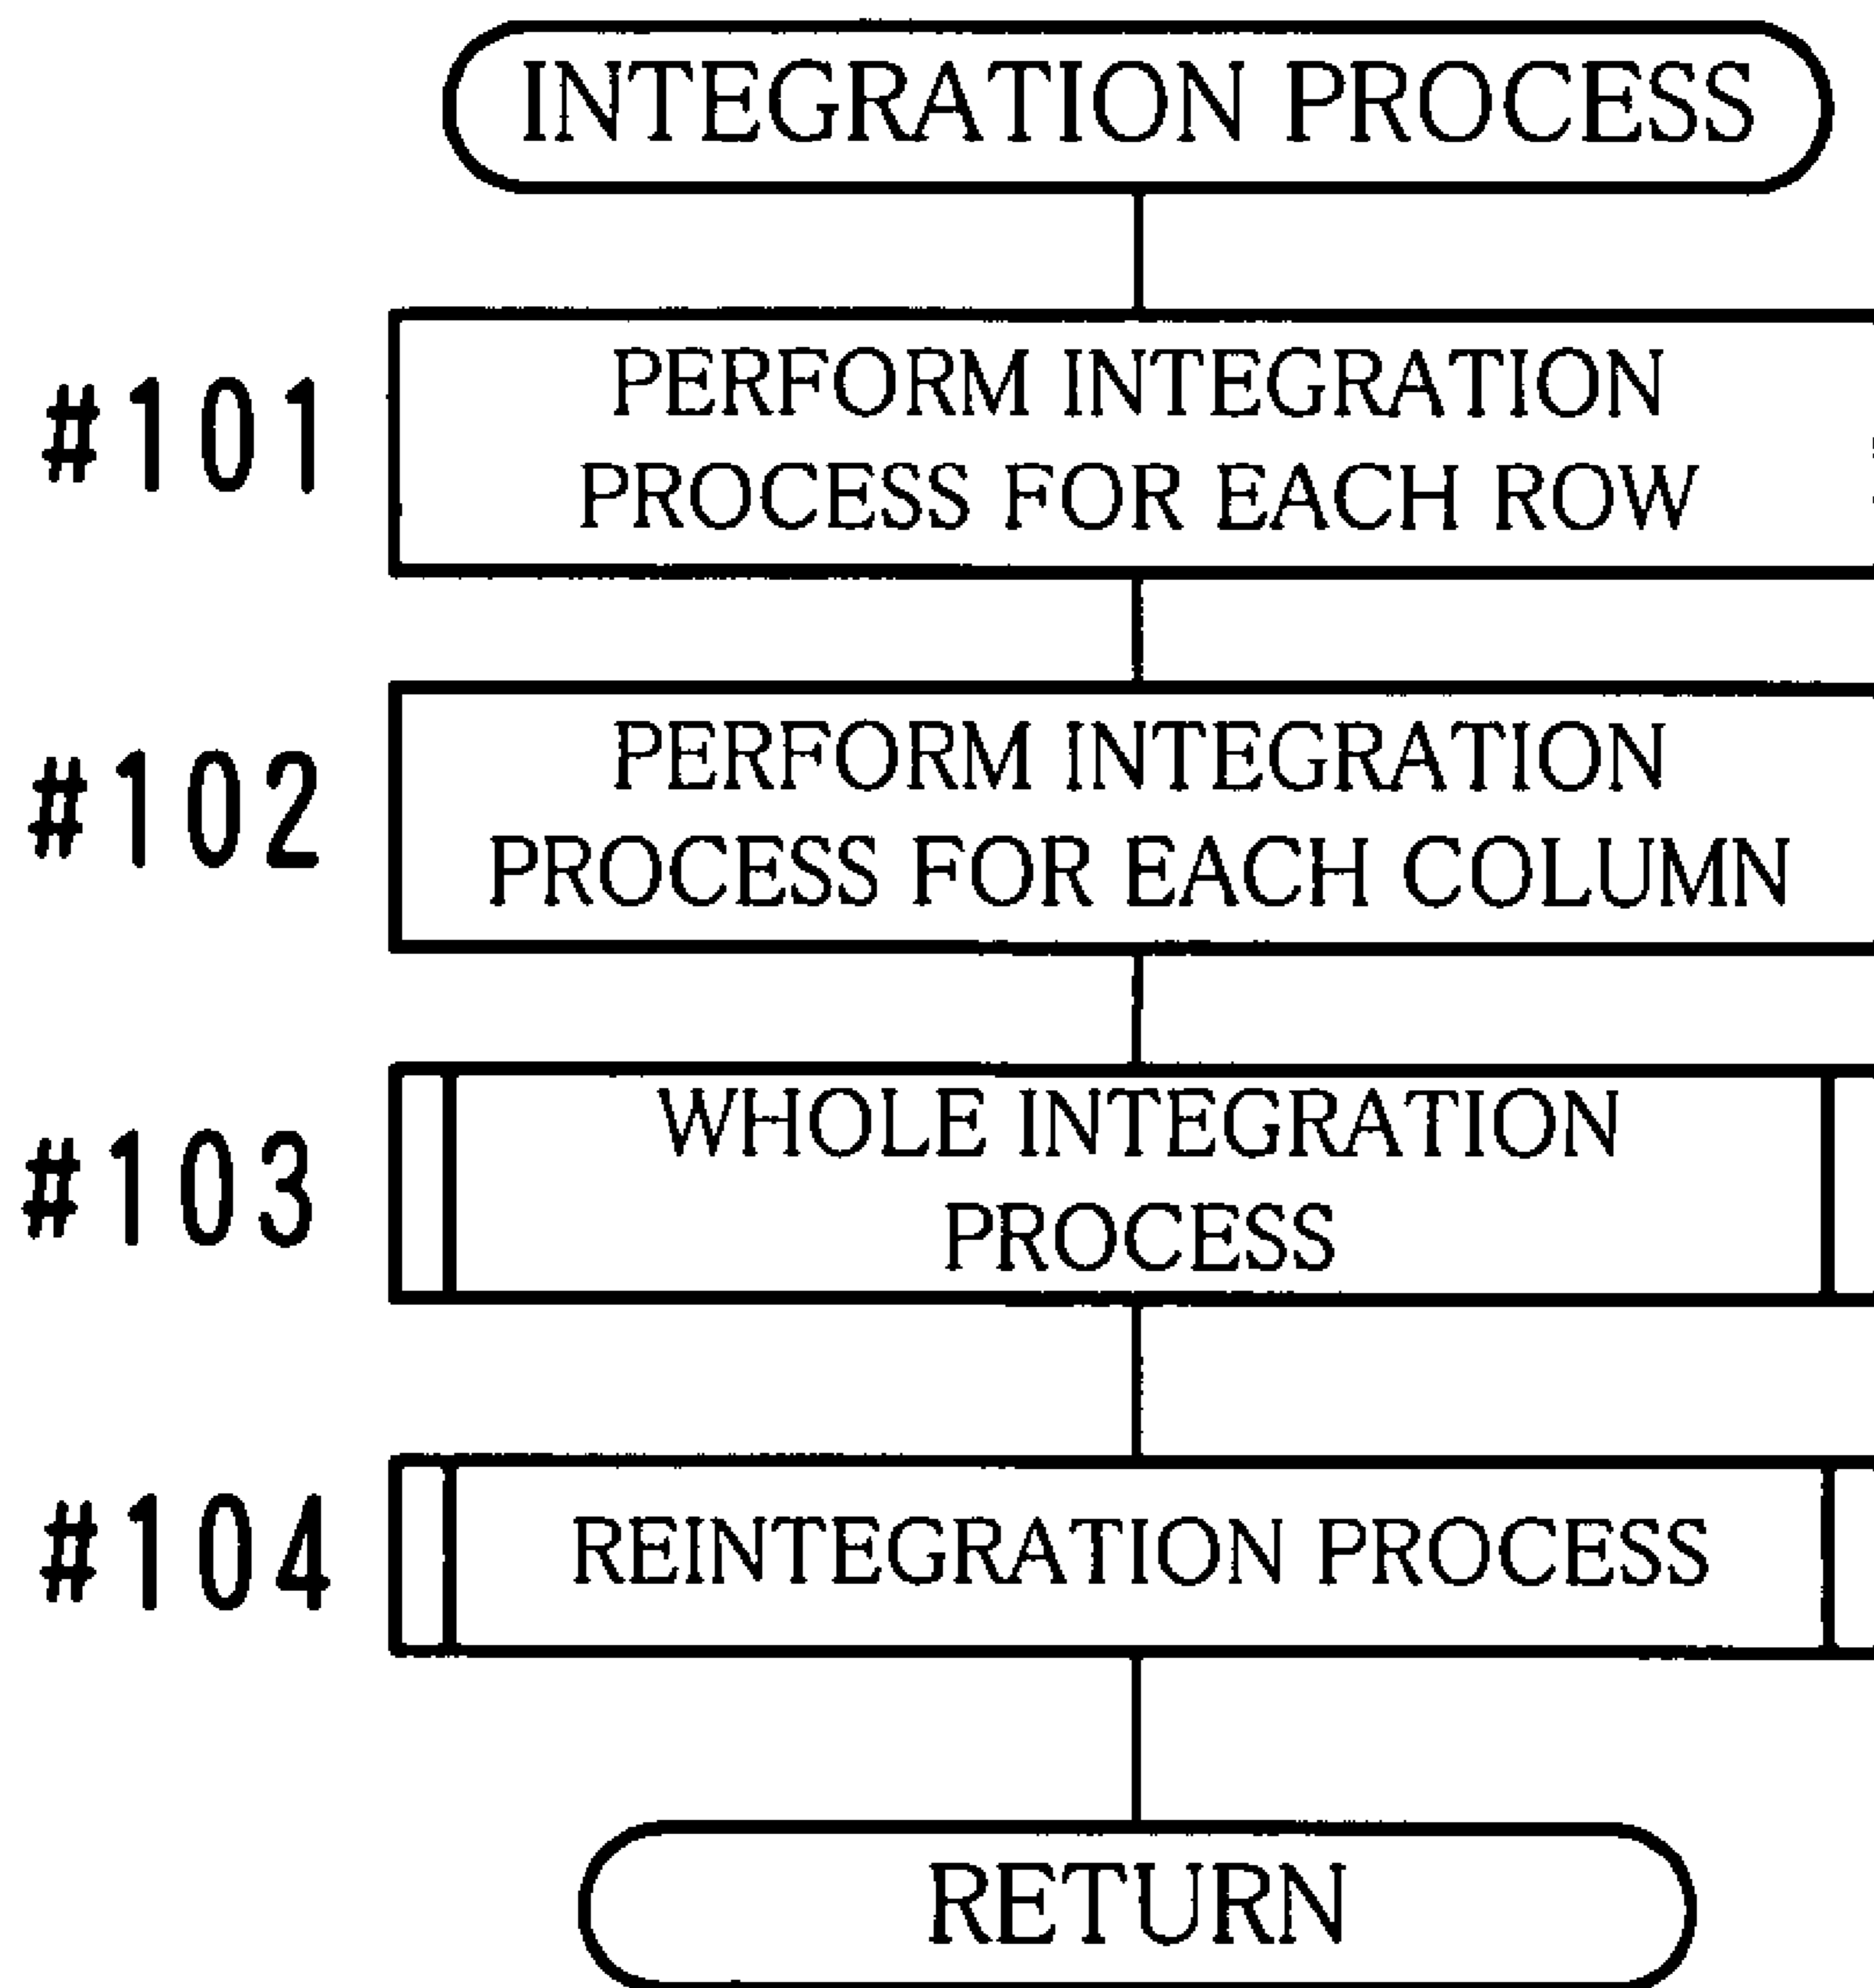 INTEGRATION PROCESS
#101
PERFORM INTEGRATION
PROCESS FOR EACH ROW
#102
PERFORM INTEGRATION
PROCESS FOR EACH COLUMN
#103
WHOLE INTEGRATION
PROCESS
#104
REINTEGRATION PROCESS
RETURN